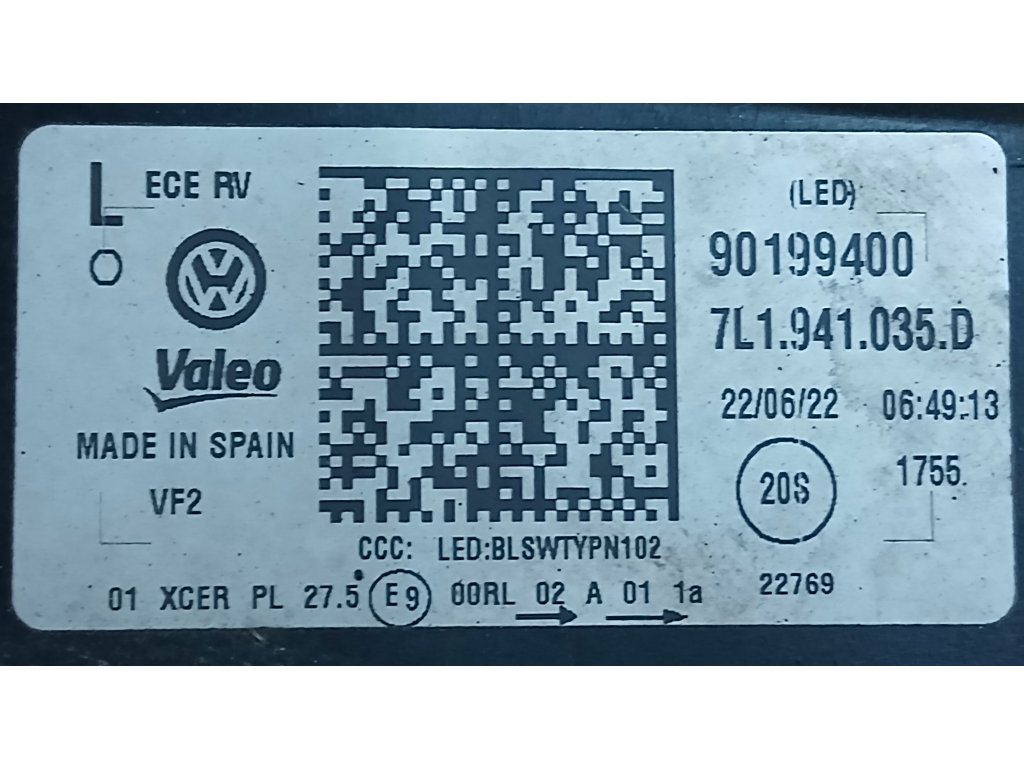 L ECE RV
O
VW
Valeo
MADE IN SPAIN
VF2
(LED)
90199400
7L1.941.035.D
22/06/22 06:49:13
20S 1755
CCC: LED:BLSWTYPN102
01 XCER PL 27.5 E9 00RL 02 A 01 1a
22769